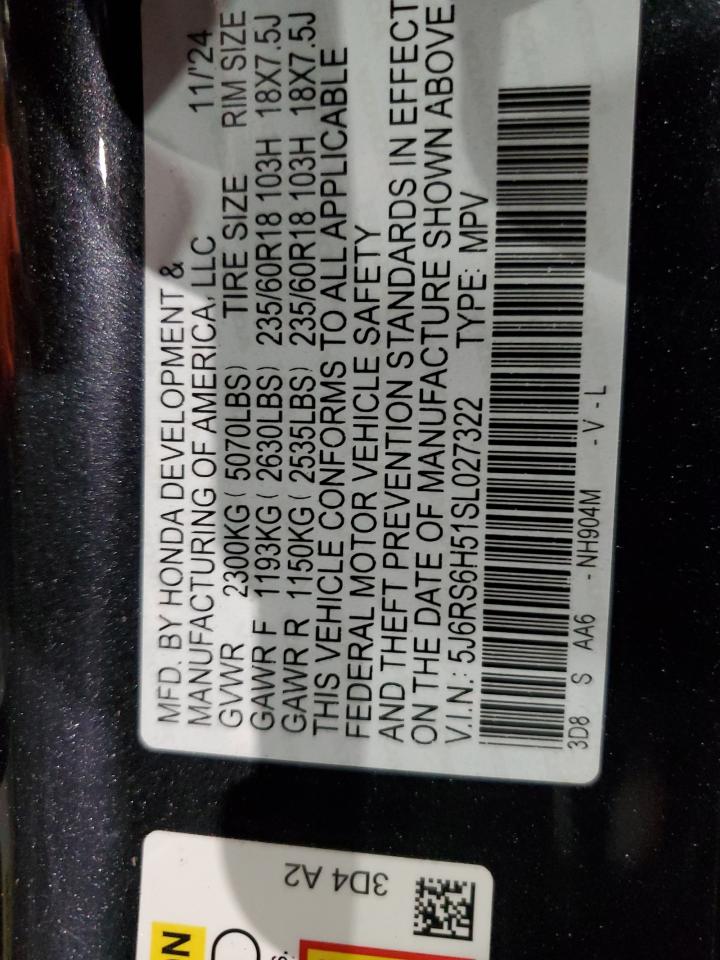 MFD. BY HONDA DEVELOPMENT &
MANUFACTURING OF AMERICA, LLC 11/'24
GVWR 2300KG ( 5070LBS) TIRE SIZE RIM SIZE
GAWR F 1193KG ( 2630LBS) 235/60R18 103H 18X7.5J
GAWR R 1150KG ( 2535LBS) 235/60R18 103H 18X7.5J
THIS VEHICLE CONFORMS TO ALL APPLICABLE
FEDERAL MOTOR VEHICLE SAFETY
AND THEFT PREVENTION STANDARDS IN EFFECT
ON THE DATE OF MANUFACTURE SHOWN ABOVE
V.I.N.: 5J6RS6H51SL027322 TYPE: MPV
3D8 S AA6 -NH904M -V-L
3D4 A2
ON